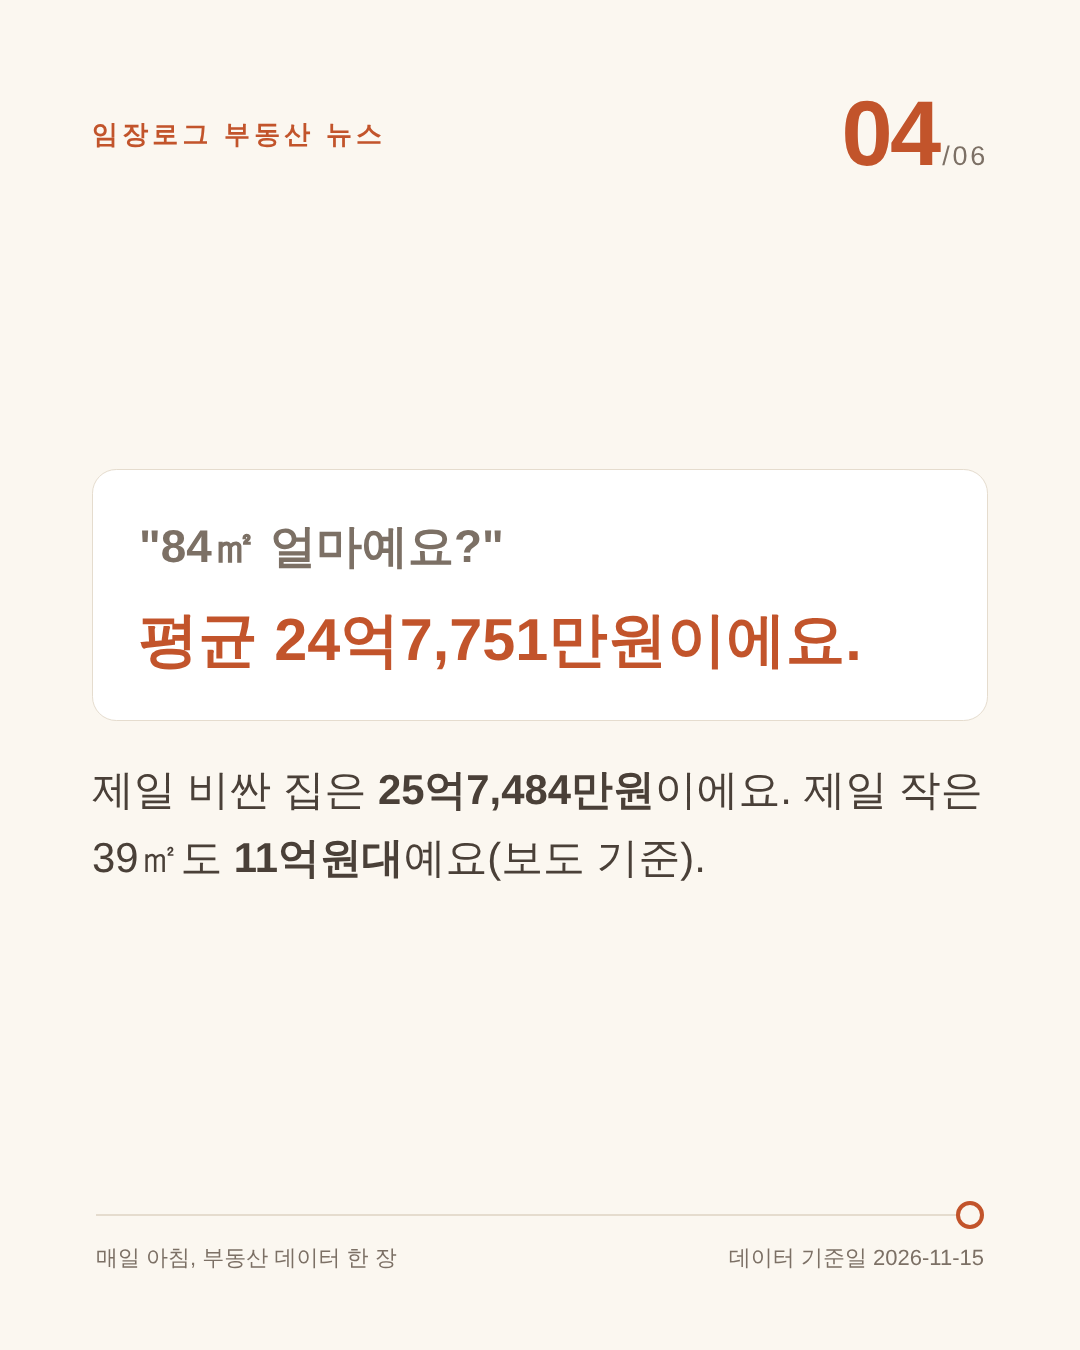 임장로그 부동산 뉴스
04/06
"84㎡ 얼마예요?"
평균 24억7,751만원이에요.
제일 비싼 집은 25억7,484만원이에요. 제일 작은
39㎡도 11억원대예요(보도 기준).
매일 아침, 부동산 데이터 한 장
데이터 기준일 2026-11-15